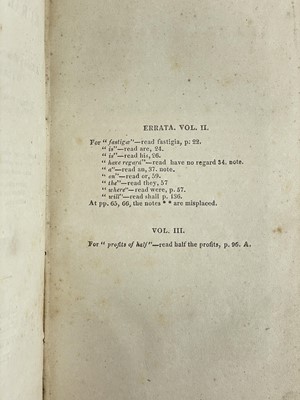 ERRATA. VOL. II.
For "fastigiæ"—read fastigia, p. 22.
"is"—read are, 24.
"is"—read his, 26.
"have regard"—read have no regard 34. note.
"a"—read an, 37. note.
"on"—read or, 59.
"the"—read they, 57
"where"—read were, p. 57.
"will"—read shall p. 136.
At pp. 65, 66, the notes * * are misplaced.
VOL. III.
For "profits of half"—read half the profits, p. 96. A.